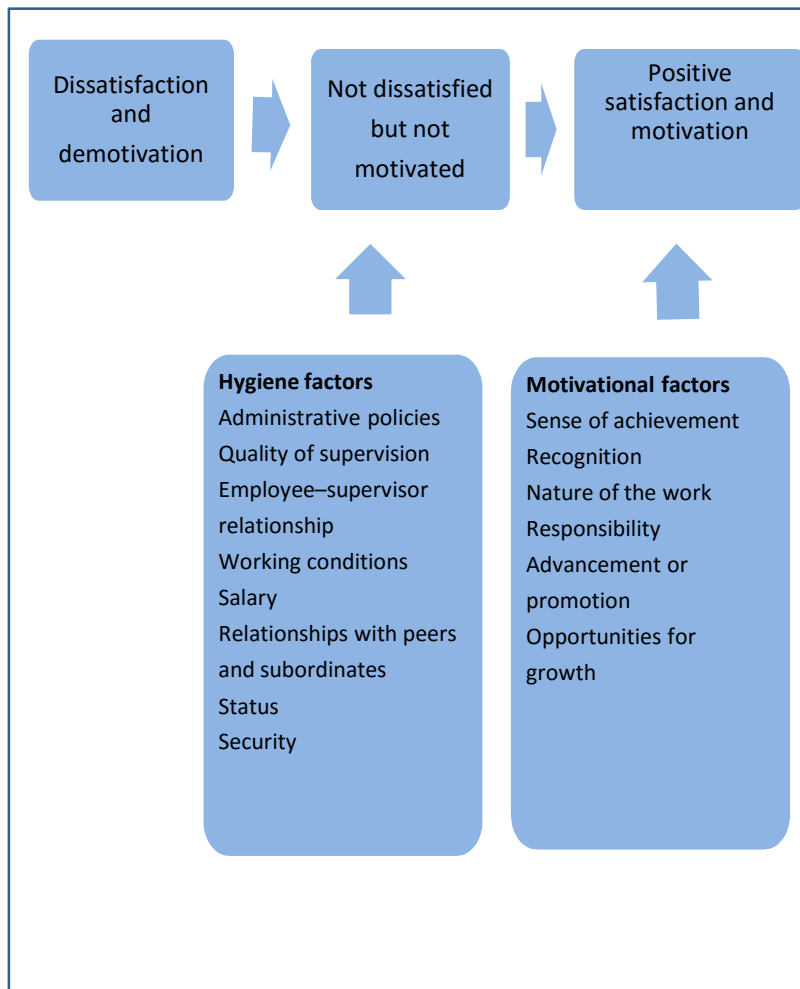 Dissatisfaction
and
demotivation
Not dissatisfied
but not
motivated
Positive
satisfaction and
motivation
Hygiene factors
Administrative policies
Quality of supervision
Employee–supervisor
relationship
Working conditions
Salary
Relationships with peers
and subordinates
Status
Security
Motivational factors
Sense of achievement
Recognition
Nature of the work
Responsibility
Advancement or
promotion
Opportunities for
growth